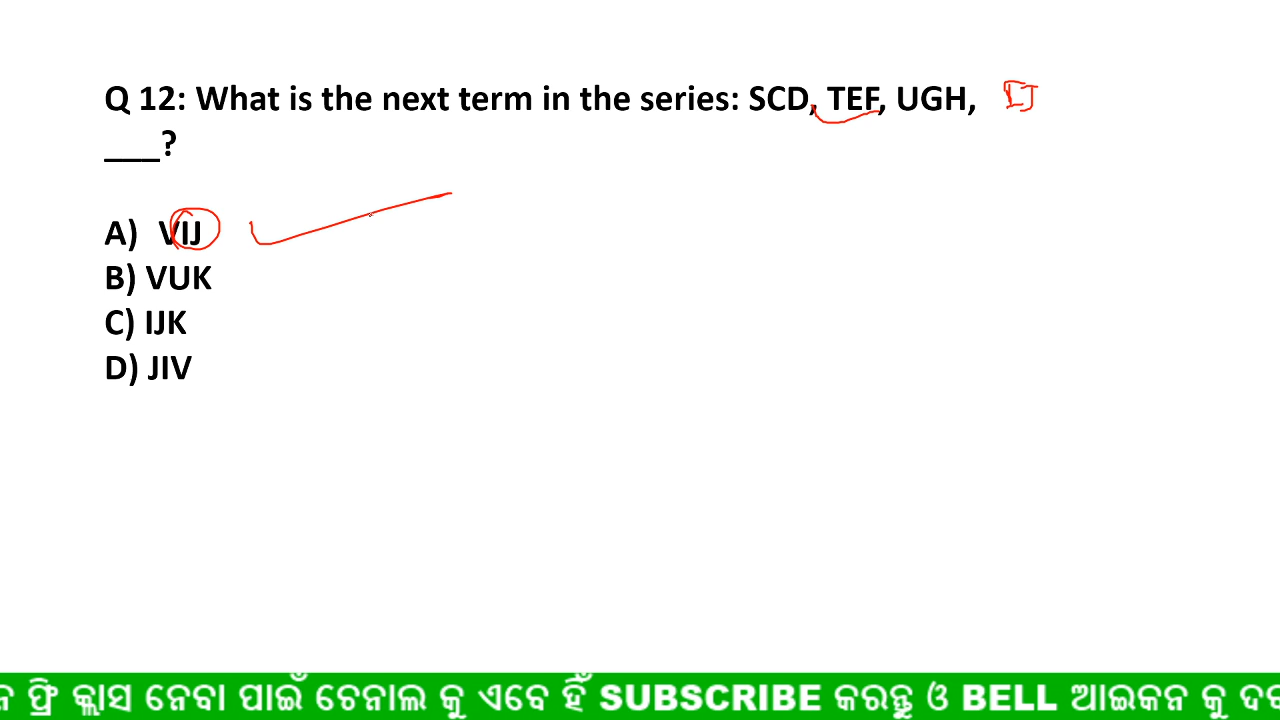 Q 12: What is the next term in the series: SCD, TEF, UGH, IJ
___?
A) VIJ
B) VUK
C) IJK
D) JIV
ଫ୍ରି କ୍ଲାସ ନେବା ପାଇଁ ଚେନାଲ କୁ ଏବେ ହିଁ SUBSCRIBE କରନ୍ତୁ ଓ BELL ଆଇକନ କୁ